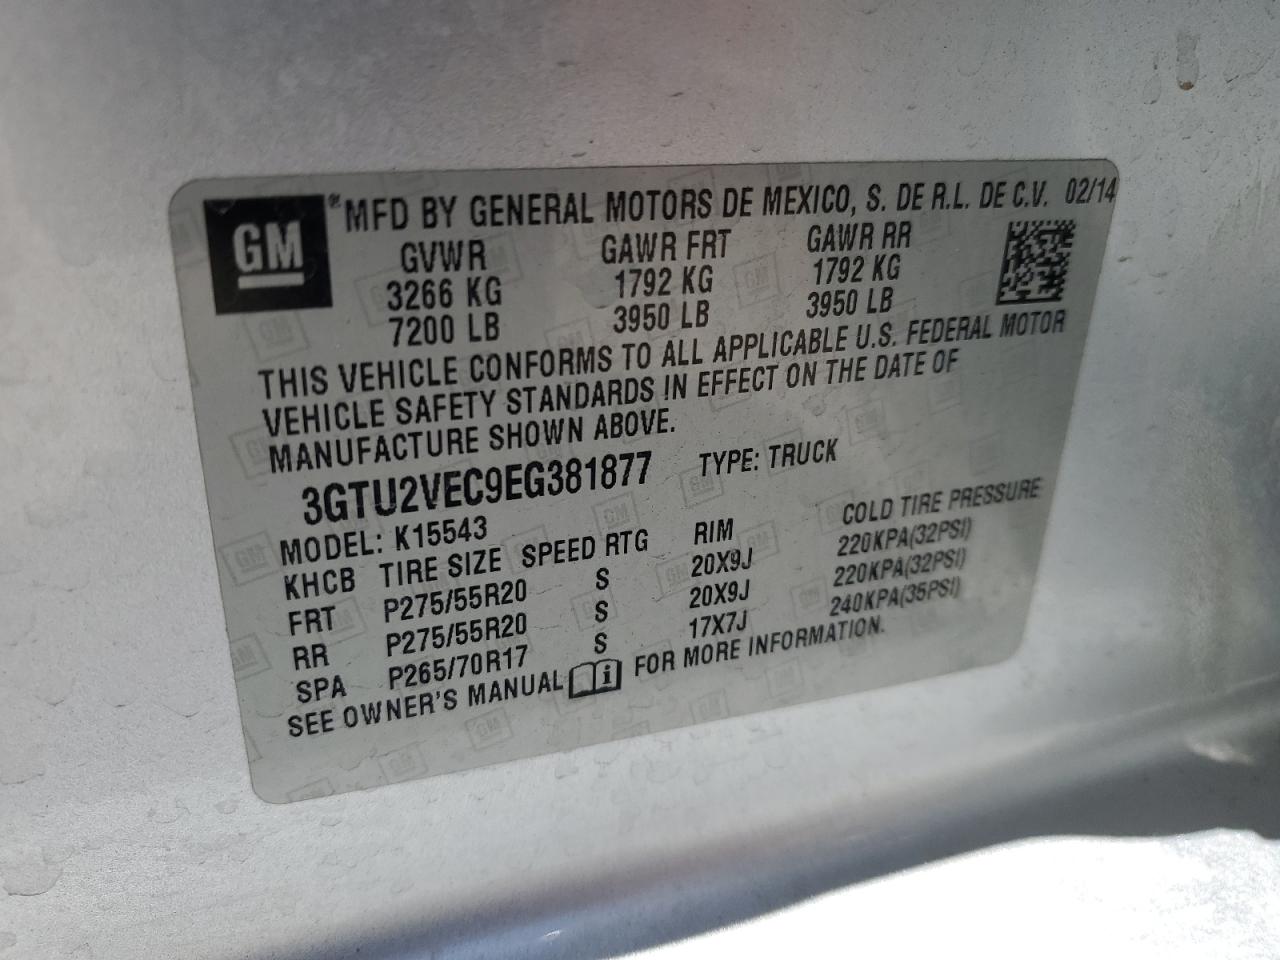 GM ® MFD BY GENERAL MOTORS DE MEXICO, S. DE R.L. DE C.V. 02/14
GVWR GAWR FRT GAWR RR
3266 KG 1792 KG 1792 KG
7200 LB 3950 LB 3950 LB
THIS VEHICLE CONFORMS TO ALL APPLICABLE U.S. FEDERAL MOTOR
VEHICLE SAFETY STANDARDS IN EFFECT ON THE DATE OF
MANUFACTURE SHOWN ABOVE.
3GTU2VEC9EG381877 TYPE: TRUCK
MODEL: K15543
KHCB TIRE SIZE SPEED RTG RIM COLD TIRE PRESSURE
FRT P275/55R20 S 20X9J 220KPA(32PSI)
RR P275/55R20 S 20X9J 220KPA(32PSI)
SPA P265/70R17 S 17X7J 240KPA(35PSI)
SEE OWNER'S MANUAL i FOR MORE INFORMATION.